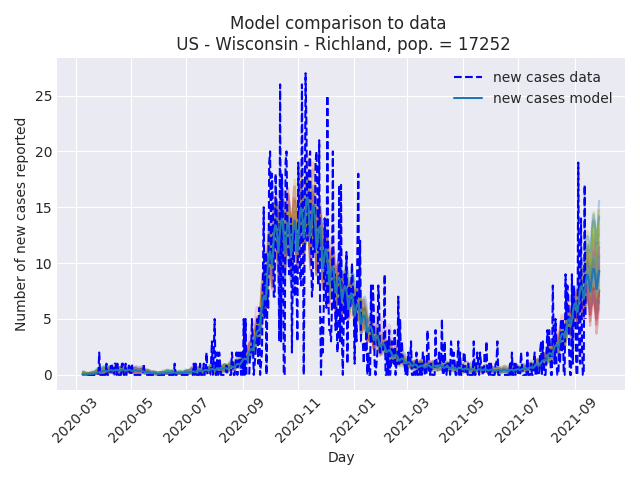 Model comparison to data
US - Wisconsin - Richland, pop. = 17252
new cases data
new cases model
Number of new cases reported
25
20
15
10
5
0
2020-03
2020-05
2020-07
2020-09
2020-11
2021-01
2021-03
2021-05
2021-07
2021-09
Day